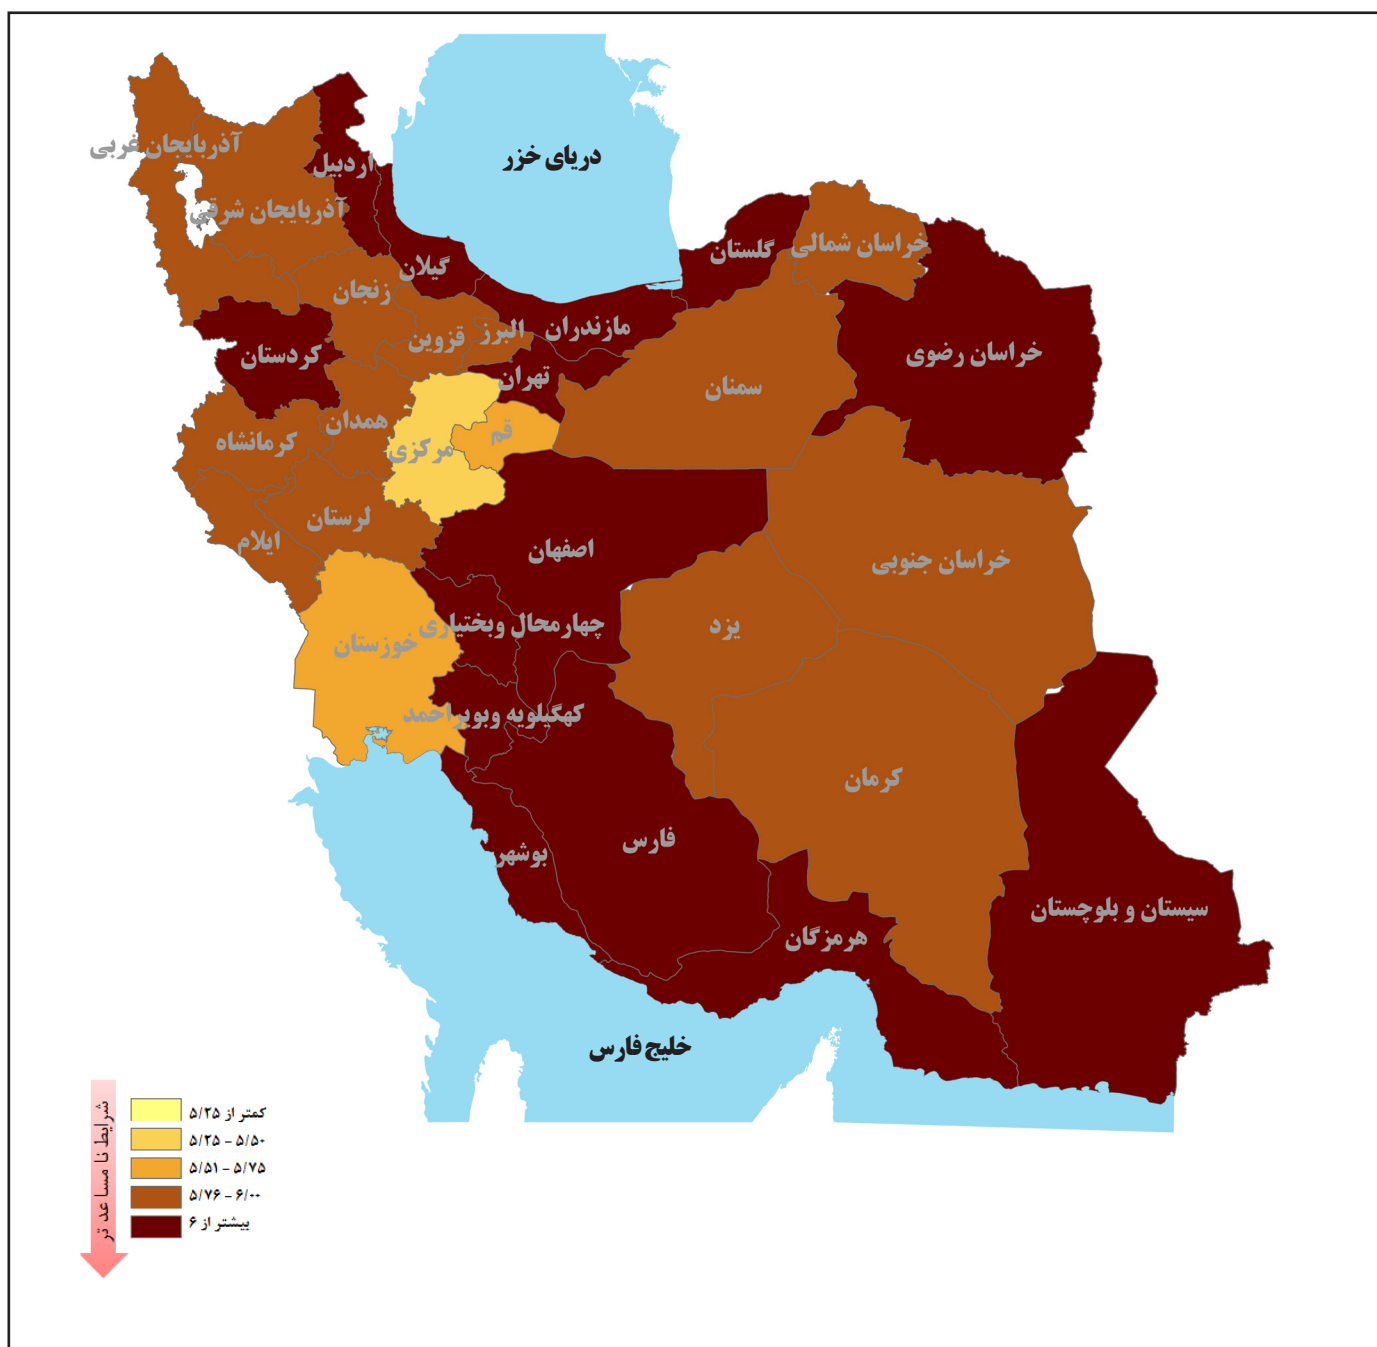 دریای خزر
آذربایجان غربی
اردبیل
آذربایجان شرقی
گلستان
خراسان شمالی
گیلان
زنجان
مازندران
البرز
قزوین
کردستان
خراسان رضوی
تهران
سمنان
همدان
کرمانشاه
قم
مرکزی
لرستان
ایلام
اصفهان
خراسان جنوبی
چهارمحال وبختیاری
یزد
خوزستان
کهگیلویه وبویراحمد
کرمان
فارس
بوشهر
سیستان و بلوچستان
هرمزگان
خلیج فارس
شرایط نا مساعد تر
کمتر از ۵/۲۵
۵/۲۵ - ۵/۵۰
۵/۵۱ - ۵/۷۵
۵/۷۶ - ۶/۰۰
بیشتر از ۶